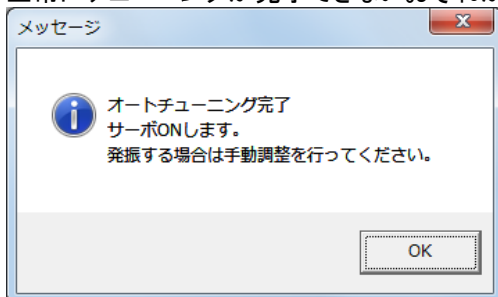 メッセージ
オートチューニング完了
サーボONします。
発振する場合は手動調整を行ってください。
OK